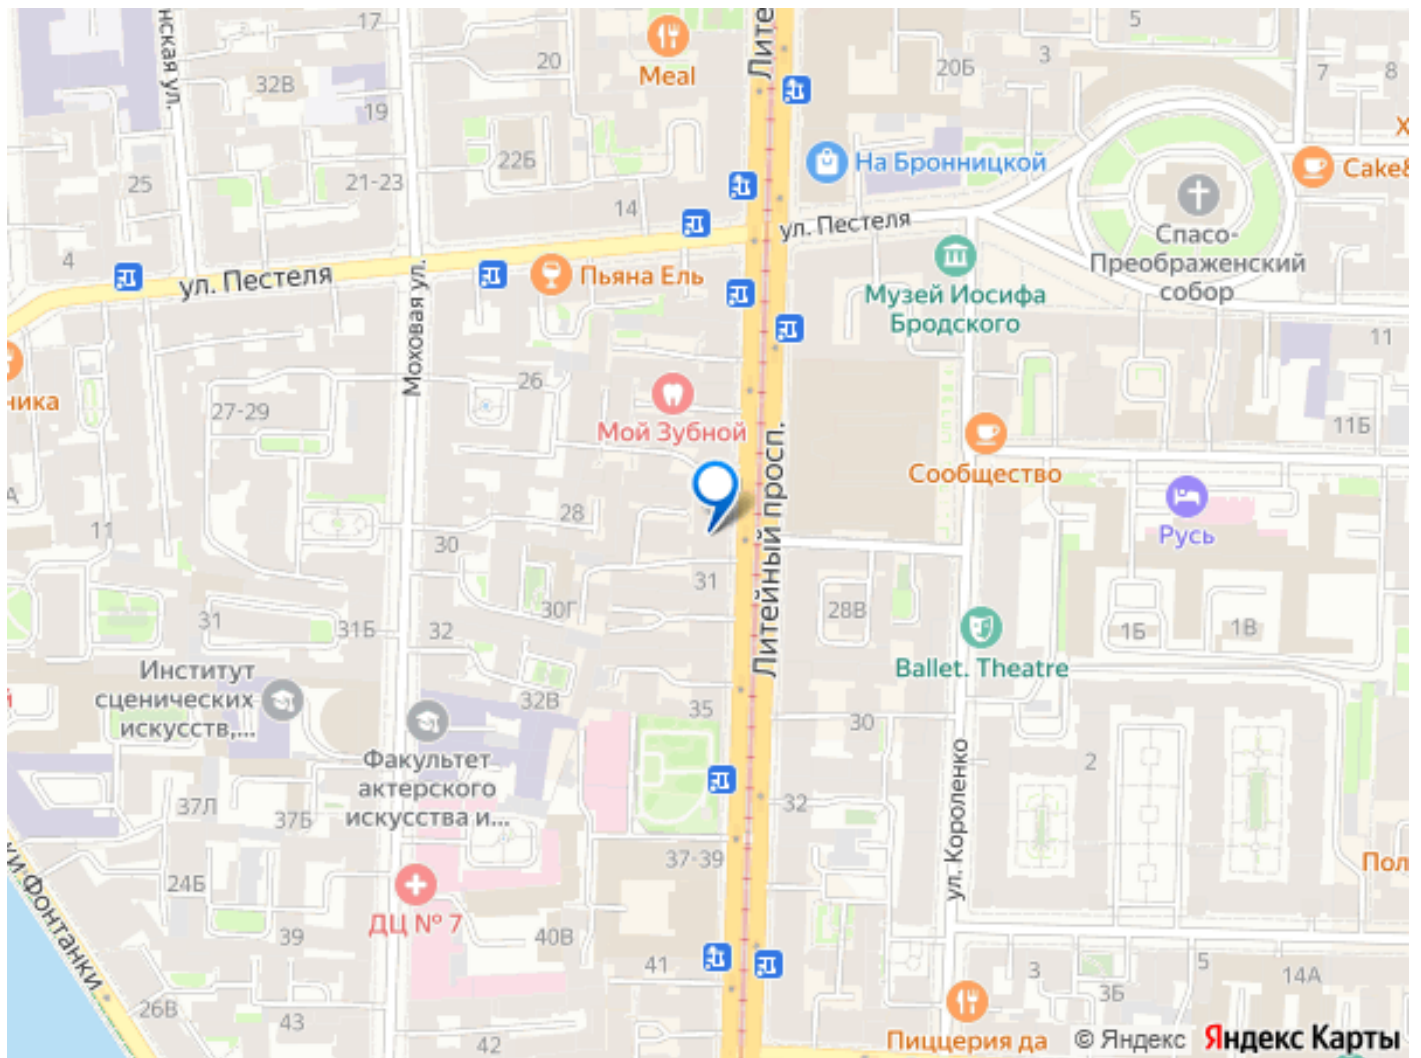 нская ул.
17
32В
19
20
Meal
Лите
5
3
20Б
7
8
25
21-23
22Б
14
На Бронницкой
Cake&
Х
ул. Пестеля
Спасо-
Преображенский
собор
4
ул. Пестеля
Моховая ул.
Пьяна Ель
Музей Иосифа
Бродского
11
чика
27-29
26
Мой Зубной
Литейный просп.
11Б
Сообщество
А
11
28
30
Русь
31
30Г
28В
31
31Б
32
1Б
1В
Институт
сценических
искусств,...
32В
Ballet. Theatre
й
35
30
Факультет
актерского
искусства и...
2
37Л
37Б
32
ул. Короленко
37-39
Пол
ки Фонтанки
24Б
ДЦ № 7
39
40В
41
3
5
14А
3Б
26В
43
42
Пиццерия да
© Яндекс Яндекс Карты